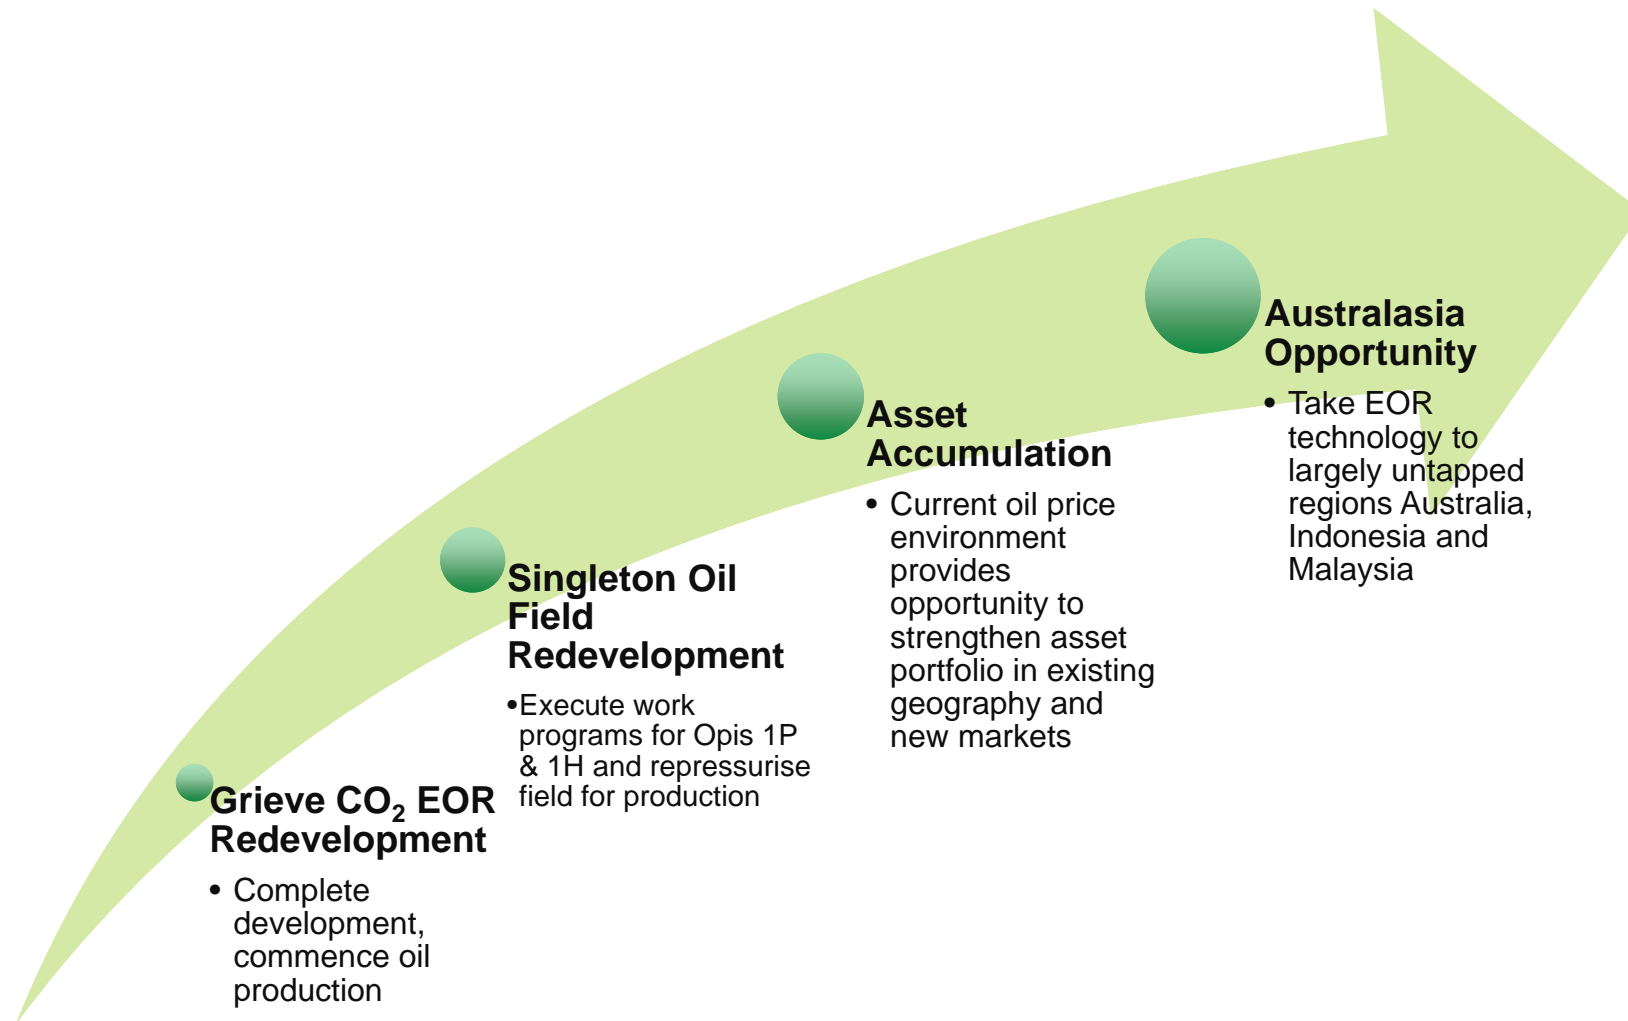 Grieve CO₂ EOR
Redevelopment
• Complete
development,
commence oil
production
Singleton Oil
Field
Redevelopment
•Execute work
programs for Opis 1P
& 1H and repressurise
field for production
Asset
Accumulation
• Current oil price
environment
provides
opportunity to
strengthen asset
portfolio in existing
geography and
new markets
Australasia
Opportunity
• Take EOR
technology to
largely untapped
regions Australia,
Indonesia and
Malaysia